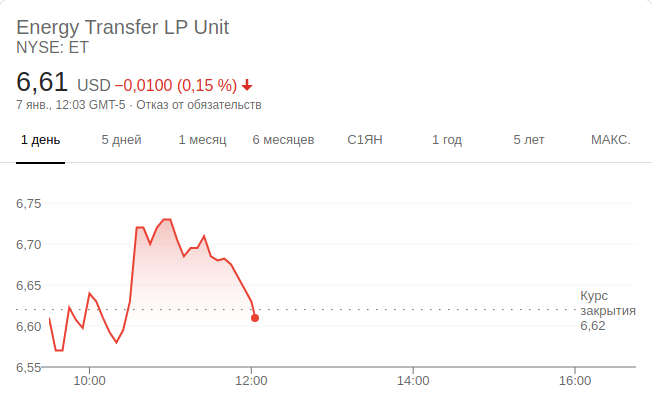 Energy Transfer LP Unit
NYSE: ET
6,61 USD −0,0100 (0,15 %)
7 янв., 12:03 GMT-5 · Отказ от обязательств
1 день 5 дней 1 месяц 6 месяцев С1ЯН 1 год 5 лет МАКС.
6,75
6,70
6,65
6,60
6,55
Курс
закрытия
6,62
10:00 12:00 14:00 16:00